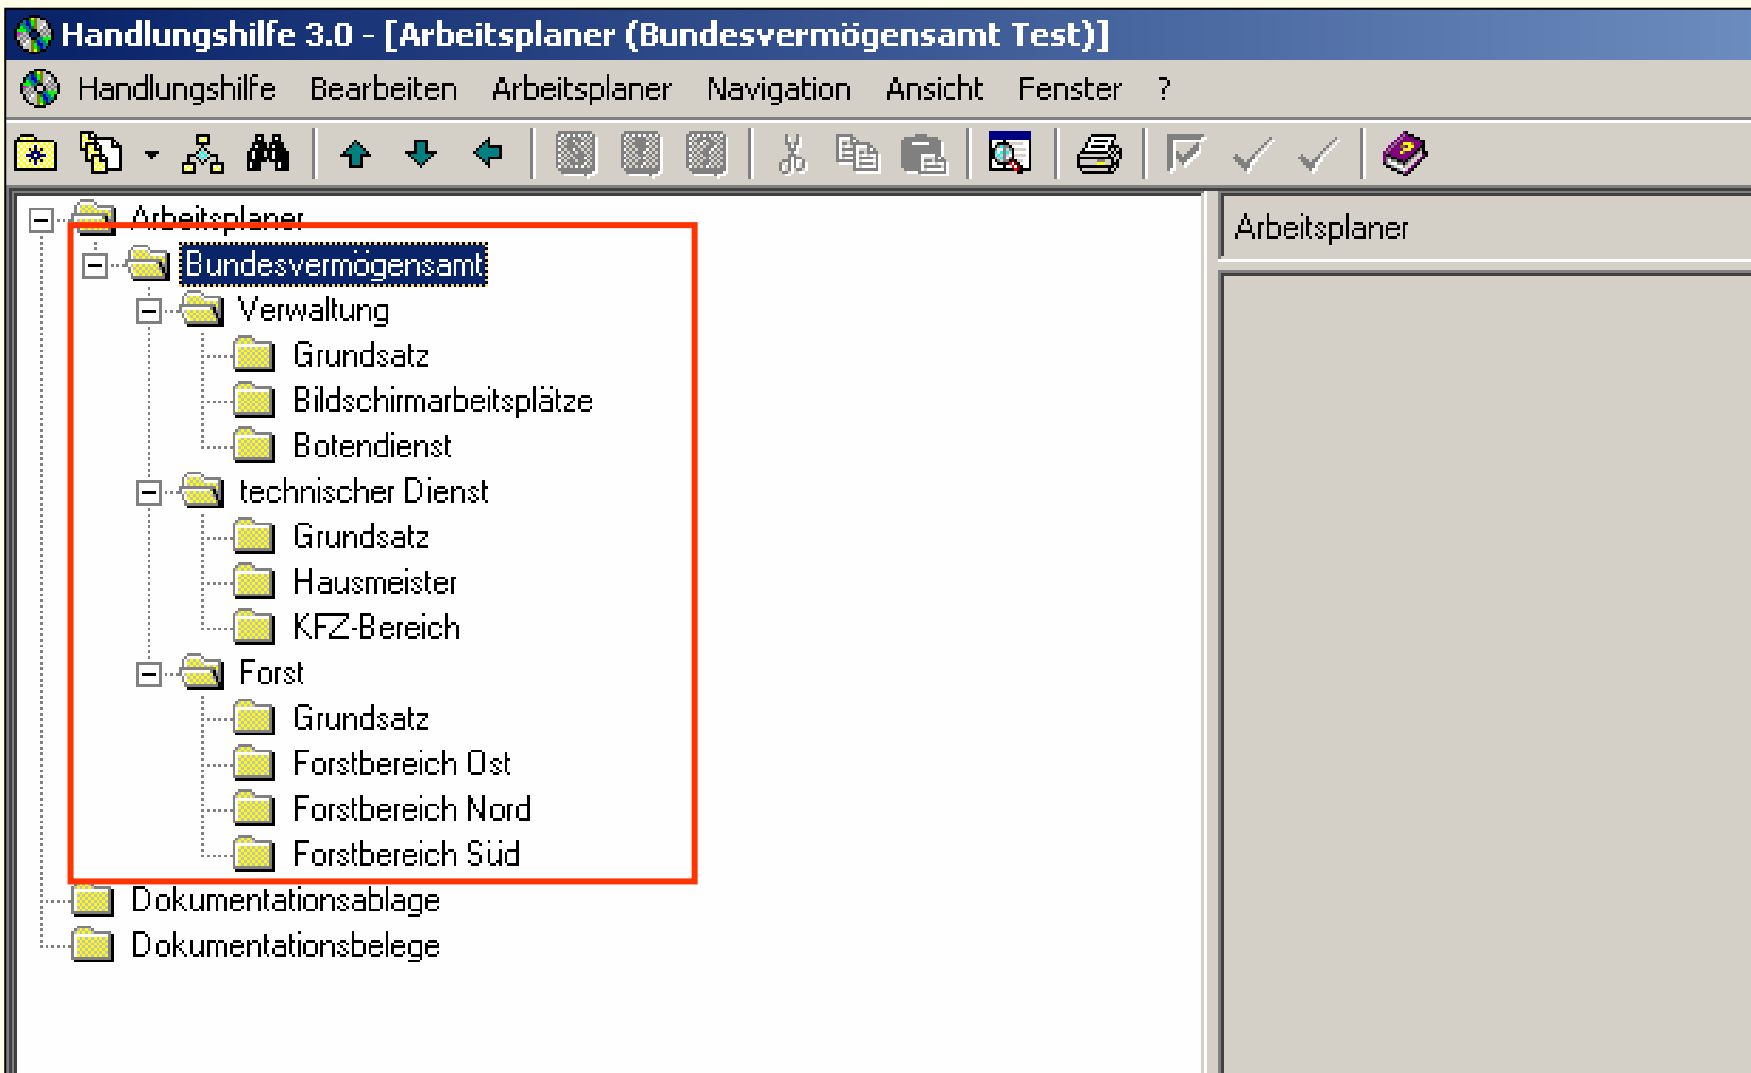 Handlungshilfe 3.0 - [Arbeitsplaner (Bundesvermögensamt Test)]
Handlungshilfe Bearbeiten Arbeitsplaner Navigation Ansicht Fenster ?
Arbeitsplaner
Bundesvermögensamt
Verwaltung
Grundsatz
Bildschirmarbeitsplätze
Botendienst
technischer Dienst
Grundsatz
Hausmeister
KFZ-Bereich
Forst
Grundsatz
Forstbereich Ost
Forstbereich Nord
Forstbereich Süd
Dokumentationsablage
Dokumentationsbelege
Arbeitsplaner